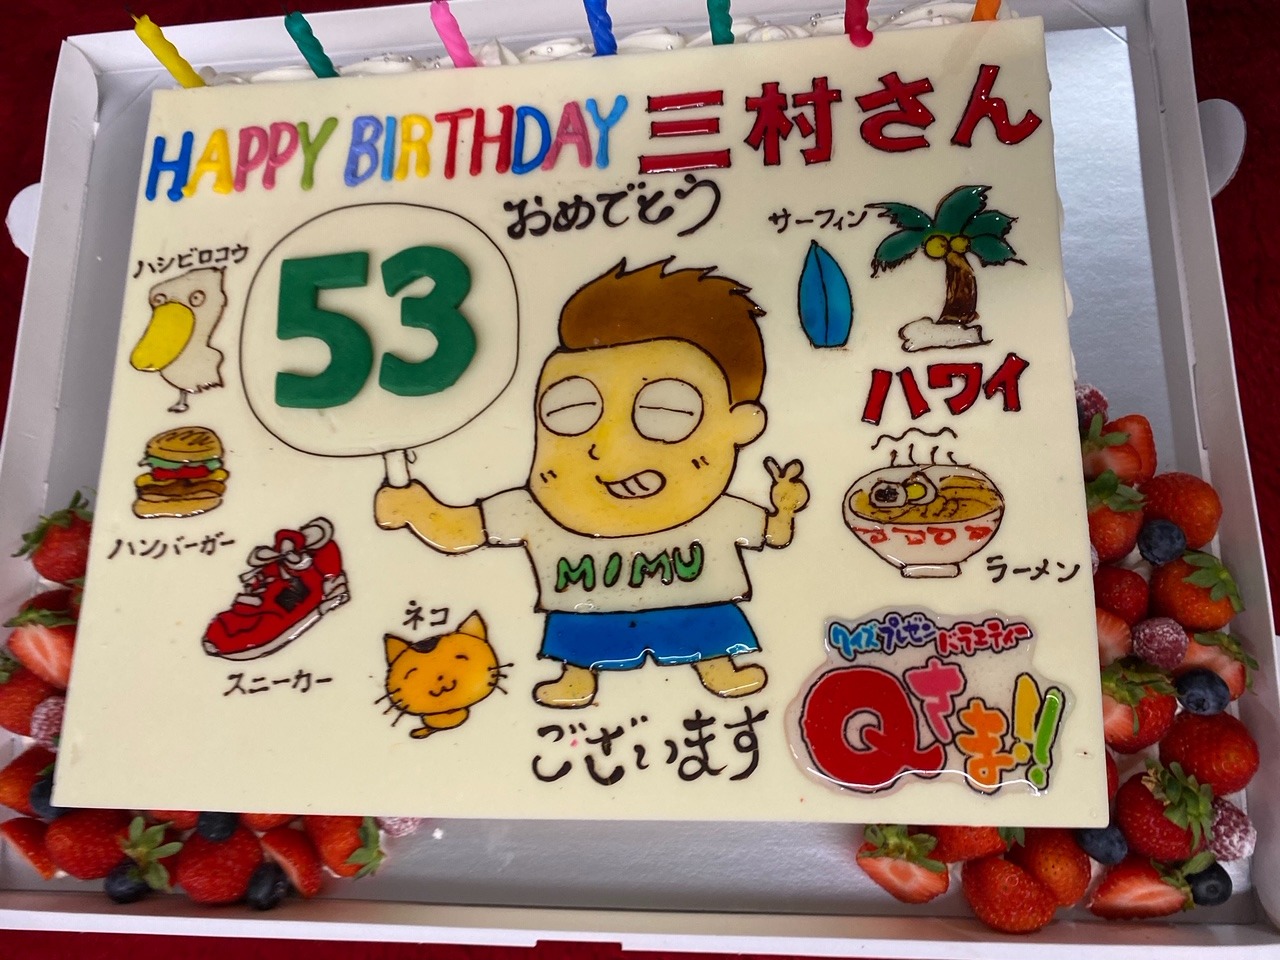 HAPPY BIRTHDAY 三村さん
おめでとう
サーフィン
ハシビロコウ
53
ハワイ
ハンバーガー
MIMU
ラーメン
ネコ
スニーカー
クイズプレゼンバラエティー
Qさま!!
ございます